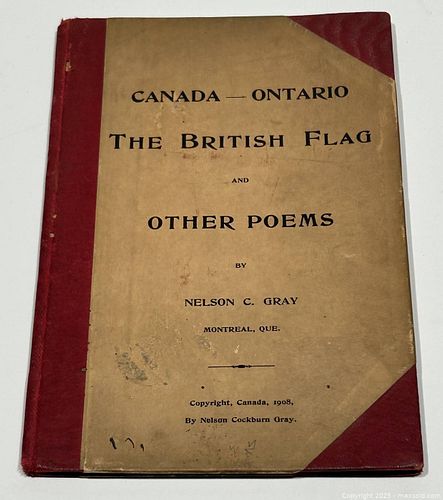 CANADA — ONTARIO
THE BRITISH FLAG
AND
OTHER POEMS
BY
NELSON C. GRAY
MONTREAL, QUE.
Copyright, Canada, 1908,
By Nelson Cockburn Gray.